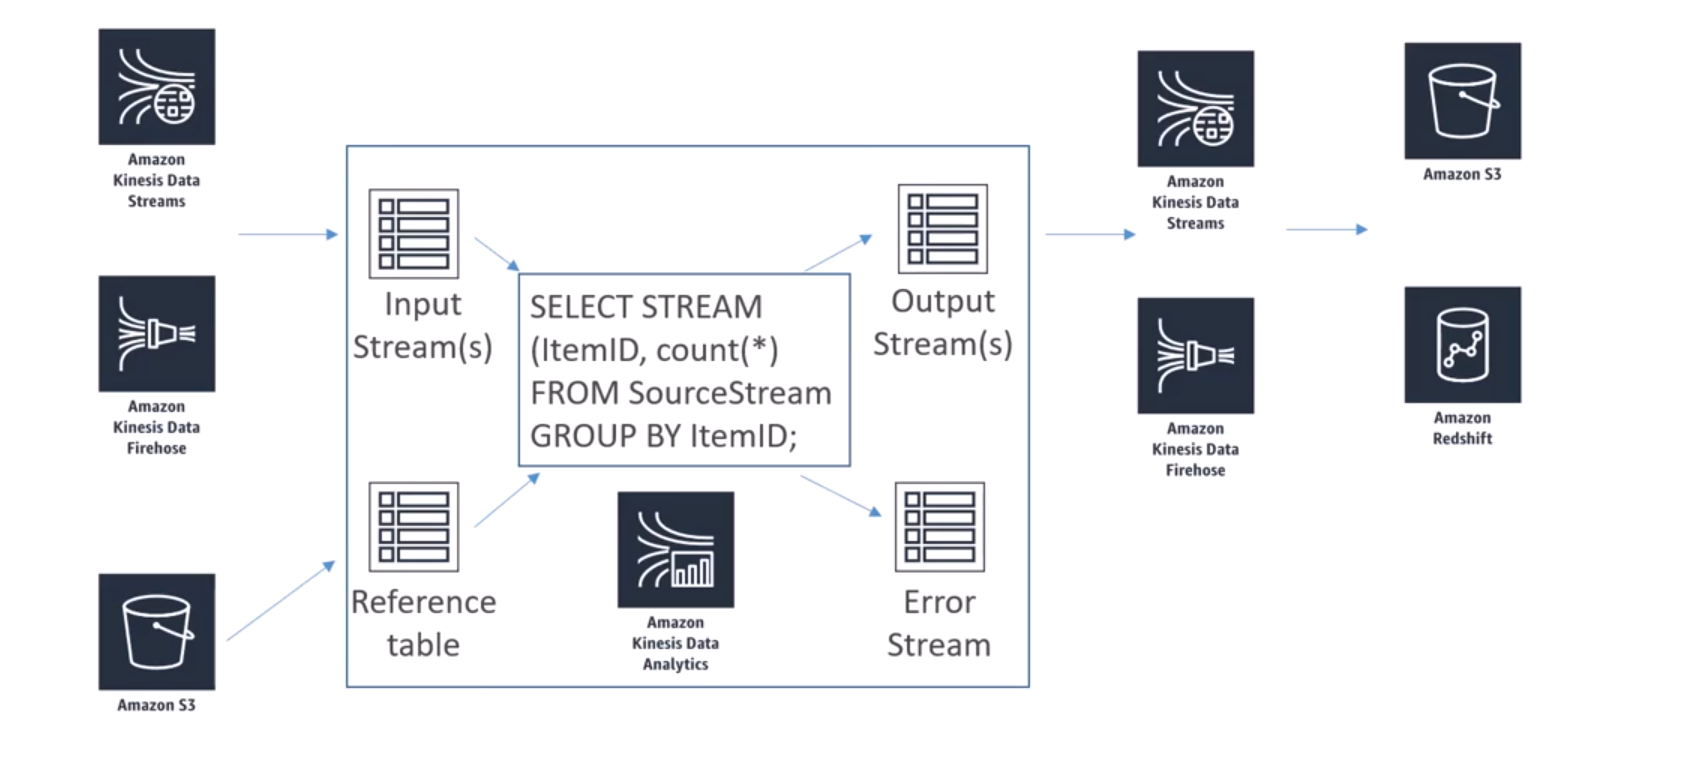 Amazon
Kinesis Data
Streams
Amazon
Kinesis Data
Firehose
Amazon S3
Input
Stream(s)
Reference
table
SELECT STREAM
(ItemID, count(*)
FROM SourceStream
GROUP BY ItemID;
Amazon
Kinesis Data
Analytics
Output
Stream(s)
Error
Stream
Amazon
Kinesis Data
Streams
Amazon
Kinesis Data
Firehose
Amazon S3
Amazon
Redshift